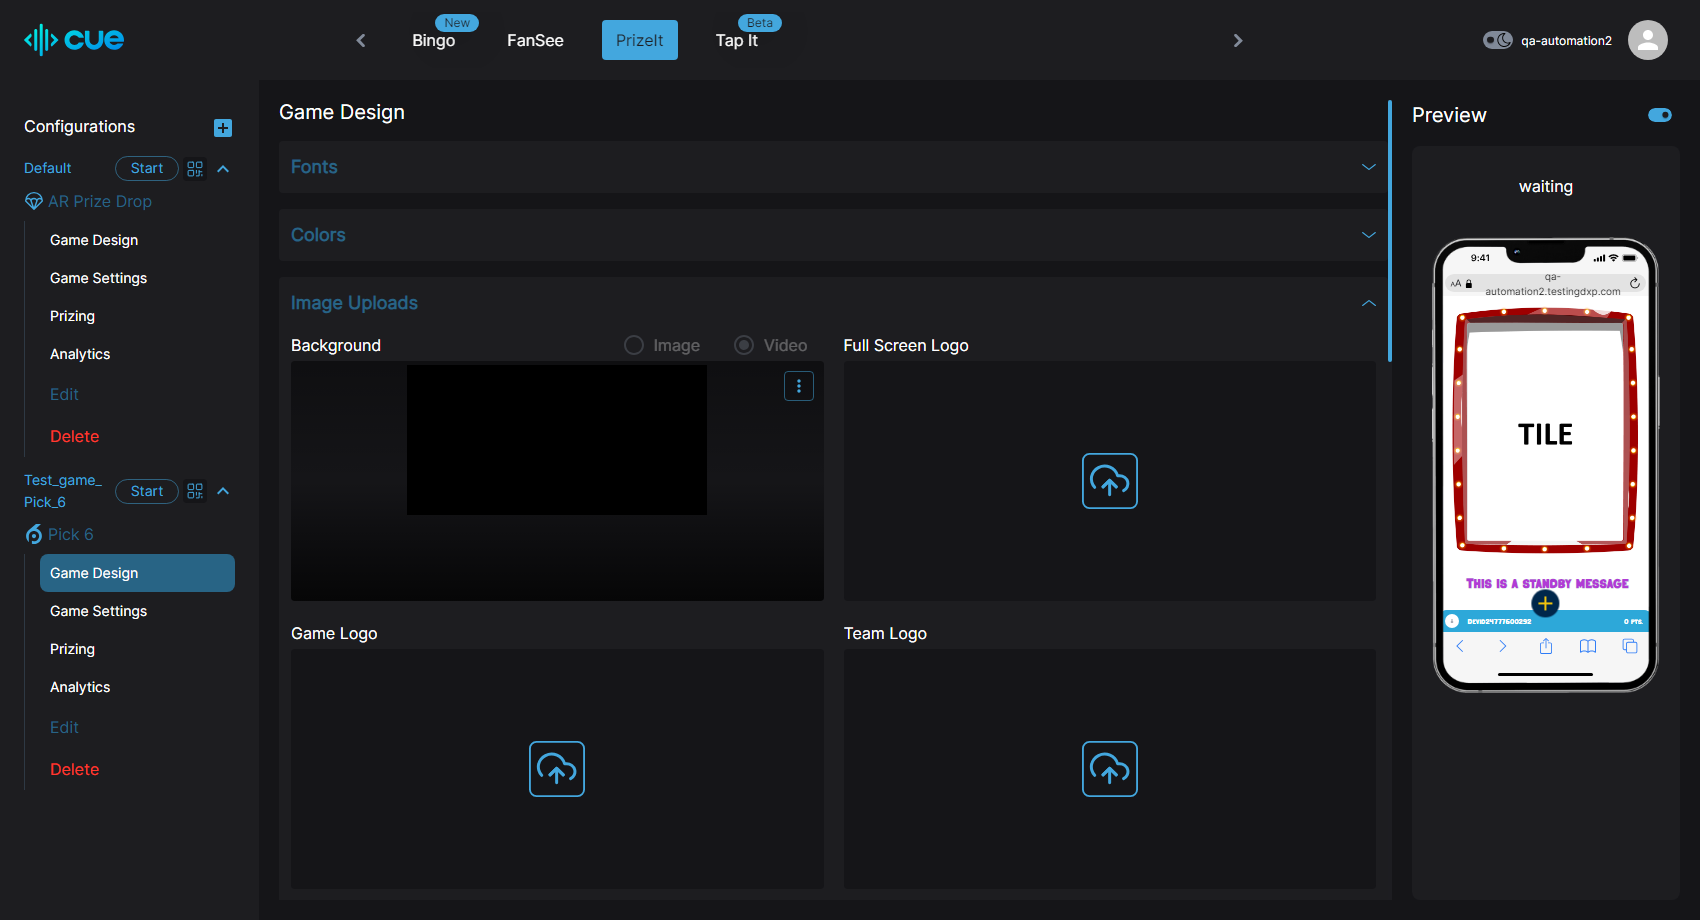 cue
New
Beta
Bingo
FanSee
PrizeIt
Tap It
qa-automation2
Configurations
Default
Start
AR Prize Drop
Game Design
Game Settings
Prizing
Analytics
Edit
Delete
Test_game_
Pick_6
Start
Pick 6
Game Design
Game Settings
Prizing
Analytics
Edit
Delete
Game Design
Fonts
Colors
Image Uploads
Background
Image
Video
Full Screen Logo
Game Logo
Team Logo
Preview
waiting
9:41
AA
qa-
automation2.testingdxp.com
TILE
THIS IS A STANDBY MESSAGE
0 PTS.